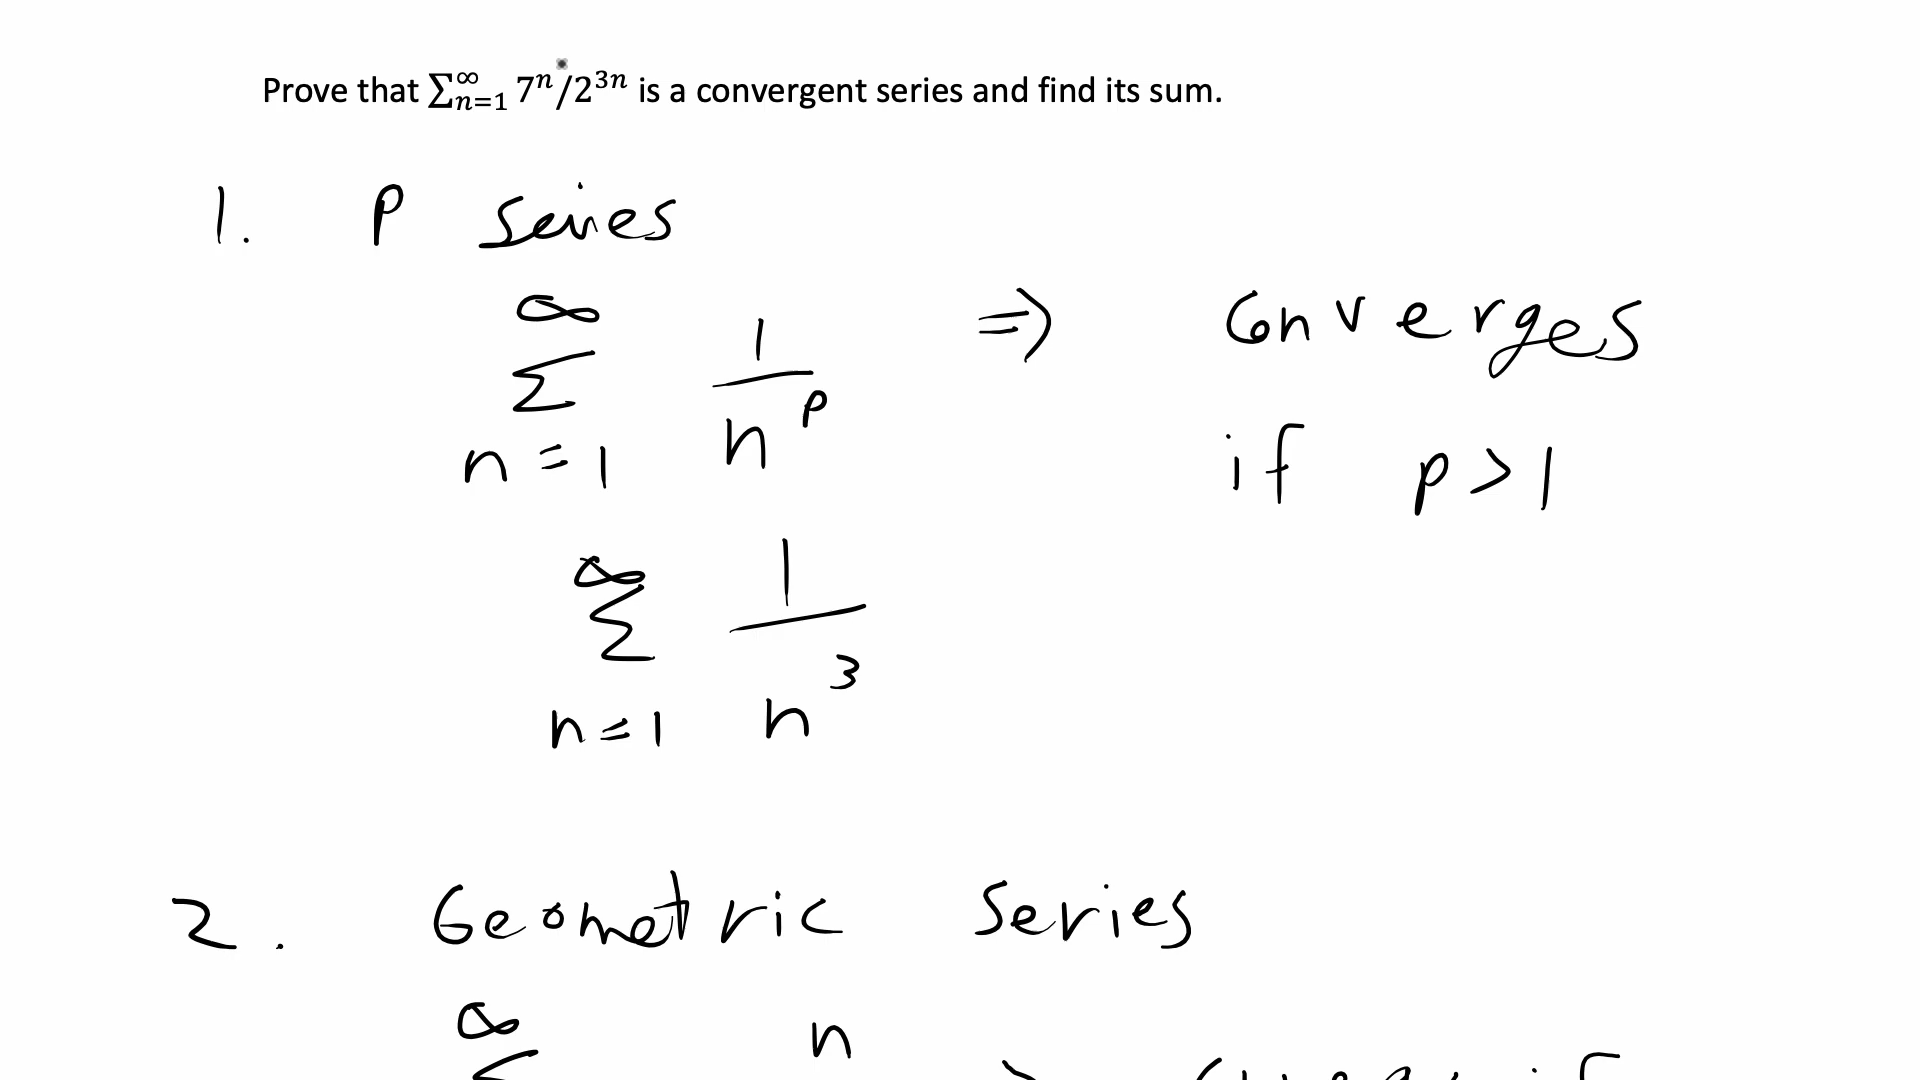 Prove that ∑_{n=1}^{∞} 7^n/2^{3n} is a convergent series and find its sum.
1. P series
∞
∑ 1/n^p ⇒ Converges
n = 1 if p > 1
∞
∑ 1/n^3
n = 1
2. Geometric Series
∞ n